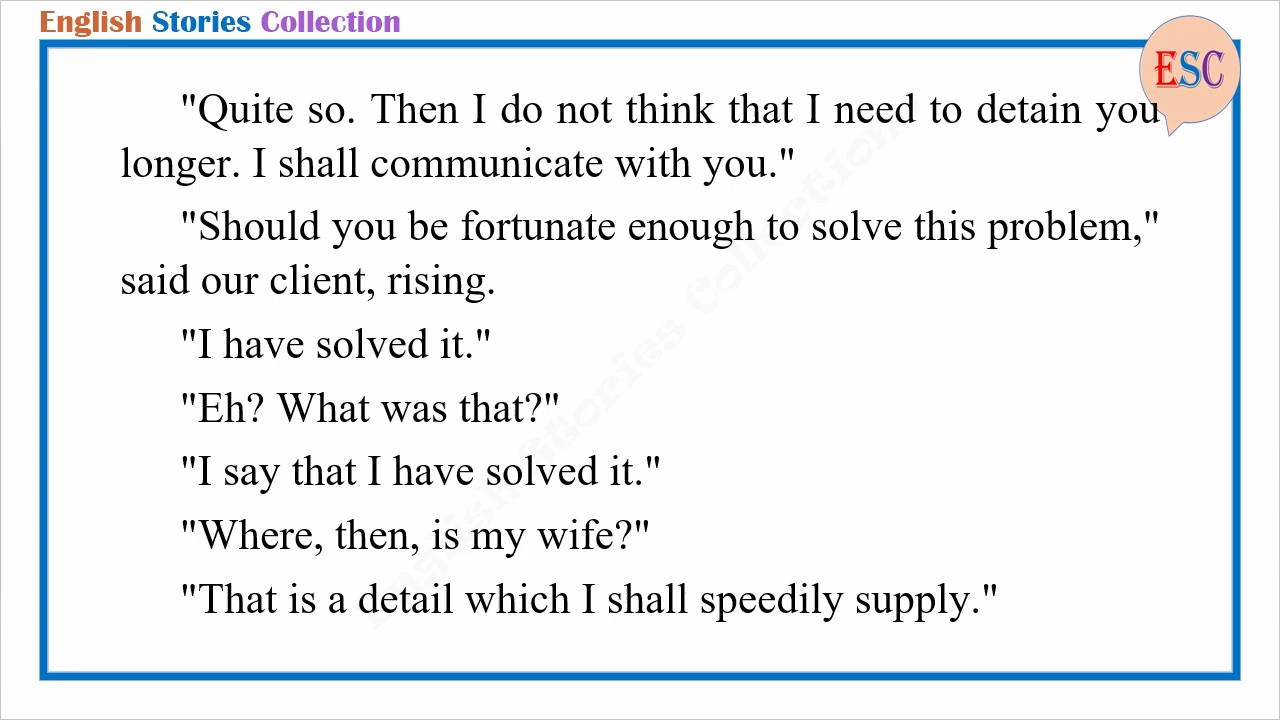 English Stories Collection
ESC
"Quite so. Then I do not think that I need to detain you
longer. I shall communicate with you."
"Should you be fortunate enough to solve this problem,"
said our client, rising.
"I have solved it."
"Eh? What was that?"
"I say that I have solved it."
"Where, then, is my wife?"
"That is a detail which I shall speedily supply."
English Stories Collection